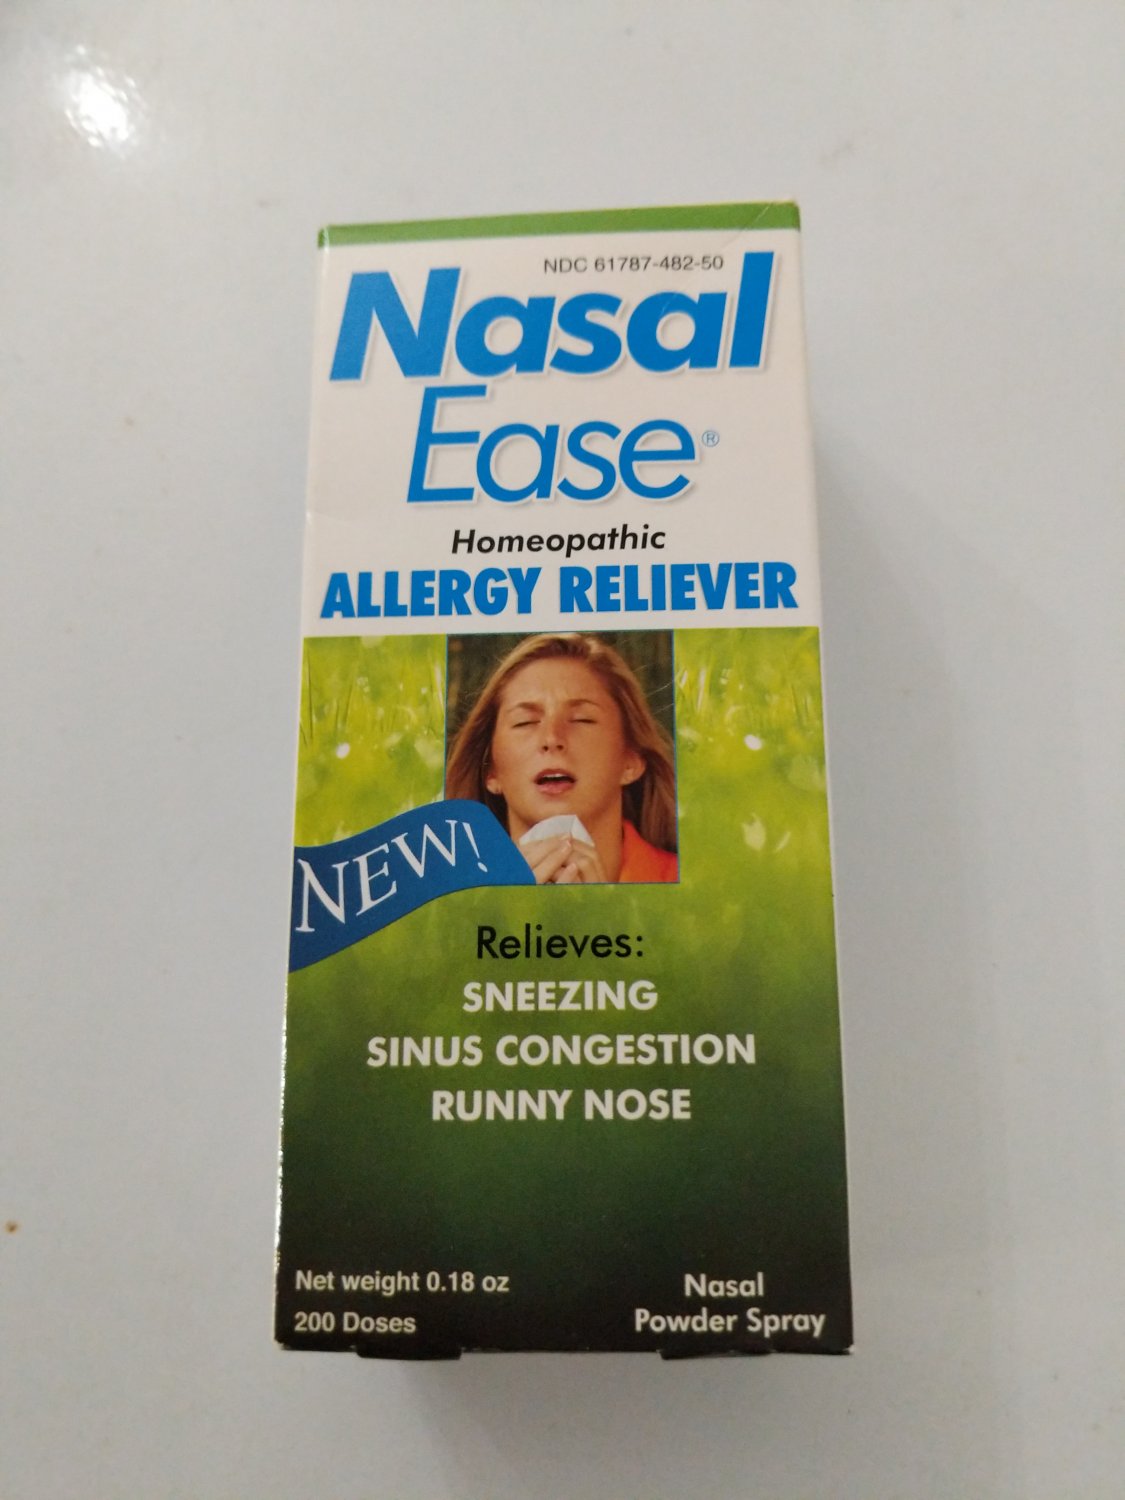 NDC 61787-482-50
Nasal
Ease®
Homeopathic
ALLERGY RELIEVER
NEW!
Relieves:
SNEEZING
SINUS CONGESTION
RUNNY NOSE
Net weight 0.18 oz
200 Doses
Nasal
Powder Spray